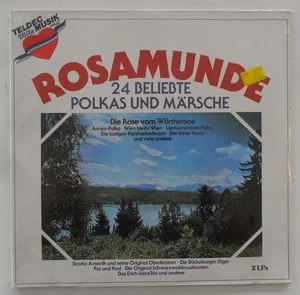 TELDEC
MUSIK
ROSAMUNDE
24 BELIEBTE
POLKAS UND MÄRSCHE
Die Rose vom Wörthersee
Annen-Polka · Wien bleibt Wien · Liechtensteiner Polka
Die lustigen Holzhackerbuam · Der treue Husar
und viele andere
Slavko Avsenik und seine Original Oberkrainer · Die Bückeburger Jäger
Pat und Paul · Die Original Schwarzwaldmusikanten
Das Erich-Storz-Trio und andere
2 LPs